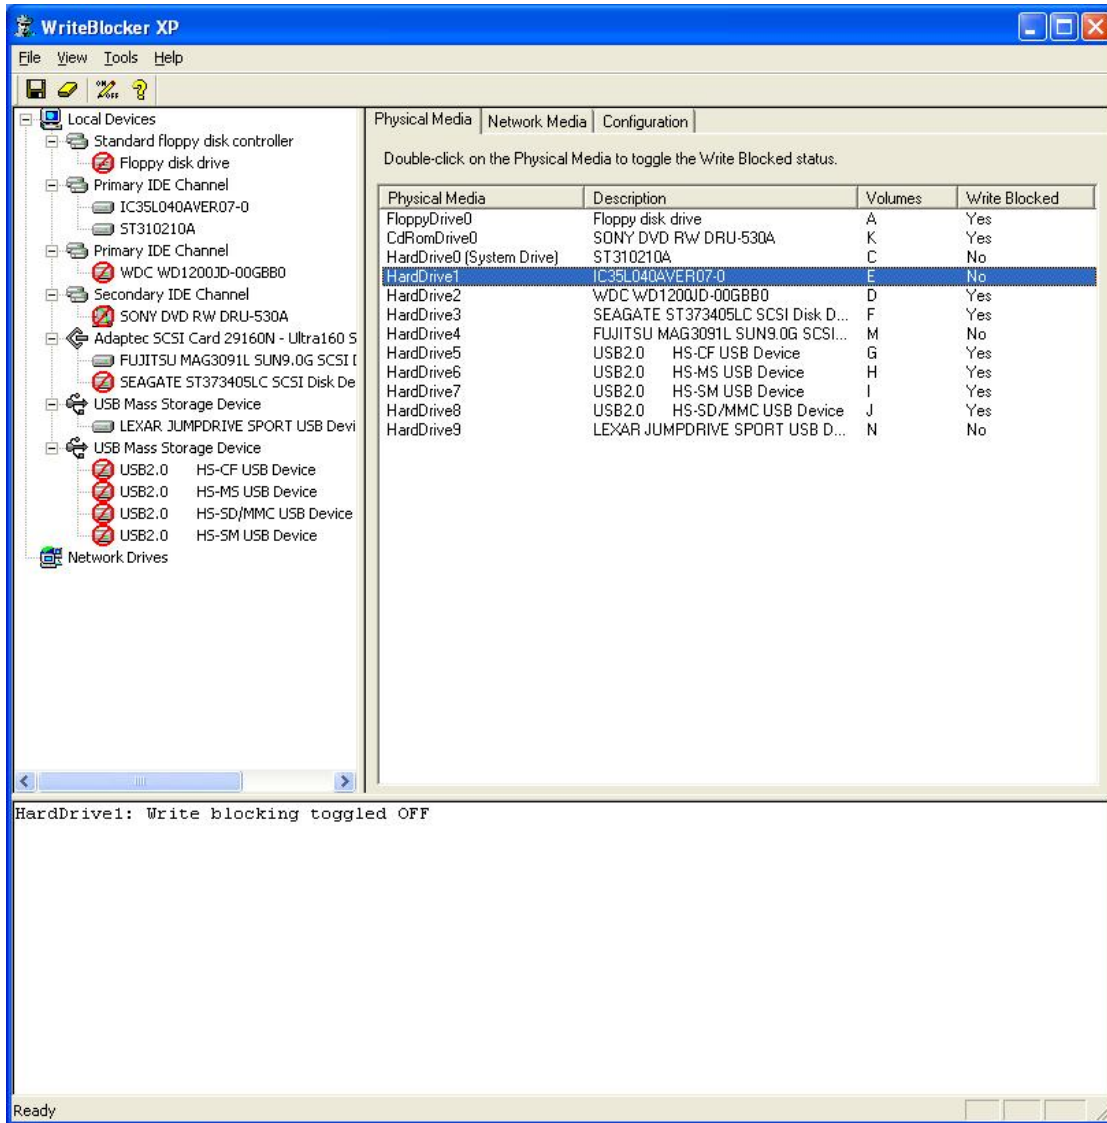 WriteBlocker XP
File View Tools Help
Local Devices
Standard floppy disk controller
Floppy disk drive
Primary IDE Channel
IC35L040AVER07-0
ST310210A
Primary IDE Channel
WDC WD1200JD-00GBB0
Secondary IDE Channel
SONY DVD RW DRU-530A
Adaptec SCSI Card 29160N - Ultra160 S
FUJITSU MAG3091L SUN9.0G SCSI D
SEAGATE ST373405LC SCSI Disk De
USB Mass Storage Device
LEXAR JUMPDRIVE SPORT USB Devi
USB Mass Storage Device
USB2.0 HS-CF USB Device
USB2.0 HS-MS USB Device
USB2.0 HS-SD/MMC USB Device
USB2.0 HS-SM USB Device
Network Drives
Physical Media Network Media Configuration
Double-click on the Physical Media to toggle the Write Blocked status.
Physical Media Description Volumes Write Blocked
FloppyDrive0 Floppy disk drive A Yes
CdRomDrive0 SONY DVD RW DRU-530A K Yes
HardDrive0 (System Drive) ST310210A C No
HardDrive1 IC35L040AVER07-0 E No
HardDrive2 WDC WD1200JD-00GBB0 D Yes
HardDrive3 SEAGATE ST373405LC SCSI Disk D... F Yes
HardDrive4 FUJITSU MAG3091L SUN9.0G SCSI... M No
HardDrive5 USB2.0 HS-CF USB Device G Yes
HardDrive6 USB2.0 HS-MS USB Device H Yes
HardDrive7 USB2.0 HS-SM USB Device I Yes
HardDrive8 USB2.0 HS-SD/MMC USB Device J Yes
HardDrive9 LEXAR JUMPDRIVE SPORT USB D... N No
HardDrive1: Write blocking toggled OFF
Ready